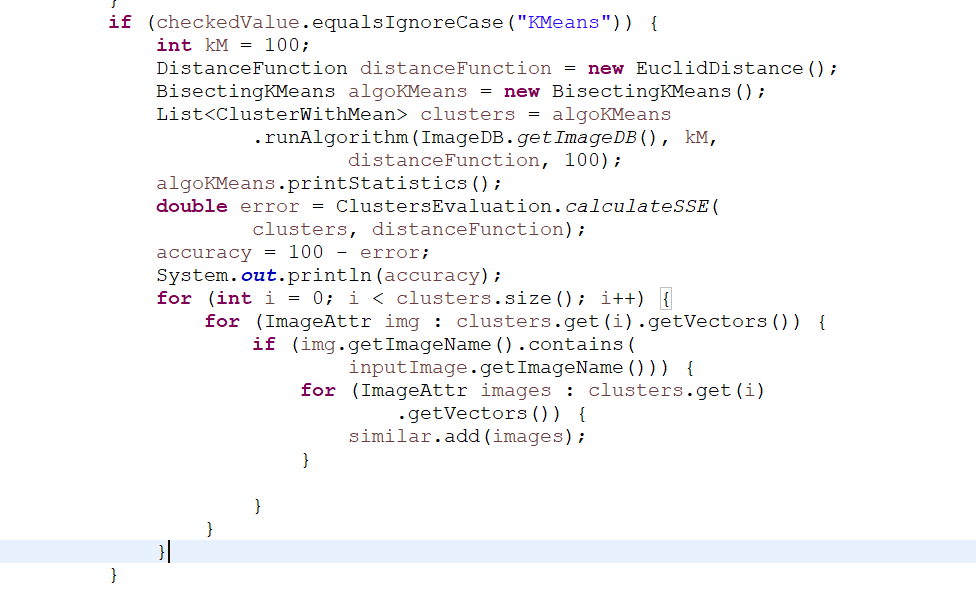 }
if (checkedValue.equalsIgnoreCase("KMeans")) {
int kM = 100;
DistanceFunction distanceFunction = new EuclidDistance();
BisectingKMeans algoKMeans = new BisectingKMeans();
List<ClusterWithMean> clusters = algoKMeans
.runAlgorithm(ImageDB.getImageDB(), kM,
distanceFunction, 100);
algoKMeans.printStatistics();
double error = ClustersEvaluation.calculateSSE(
clusters, distanceFunction);
accuracy = 100 - error;
System.out.println(accuracy);
for (int i = 0; i < clusters.size(); i++) {
for (ImageAttr img : clusters.get(i).getVectors()) {
if (img.getImageName().contains(
inputImage.getImageName())) {
for (ImageAttr images : clusters.get(i)
.getVectors()) {
similar.add(images);
}
}
}
}
}